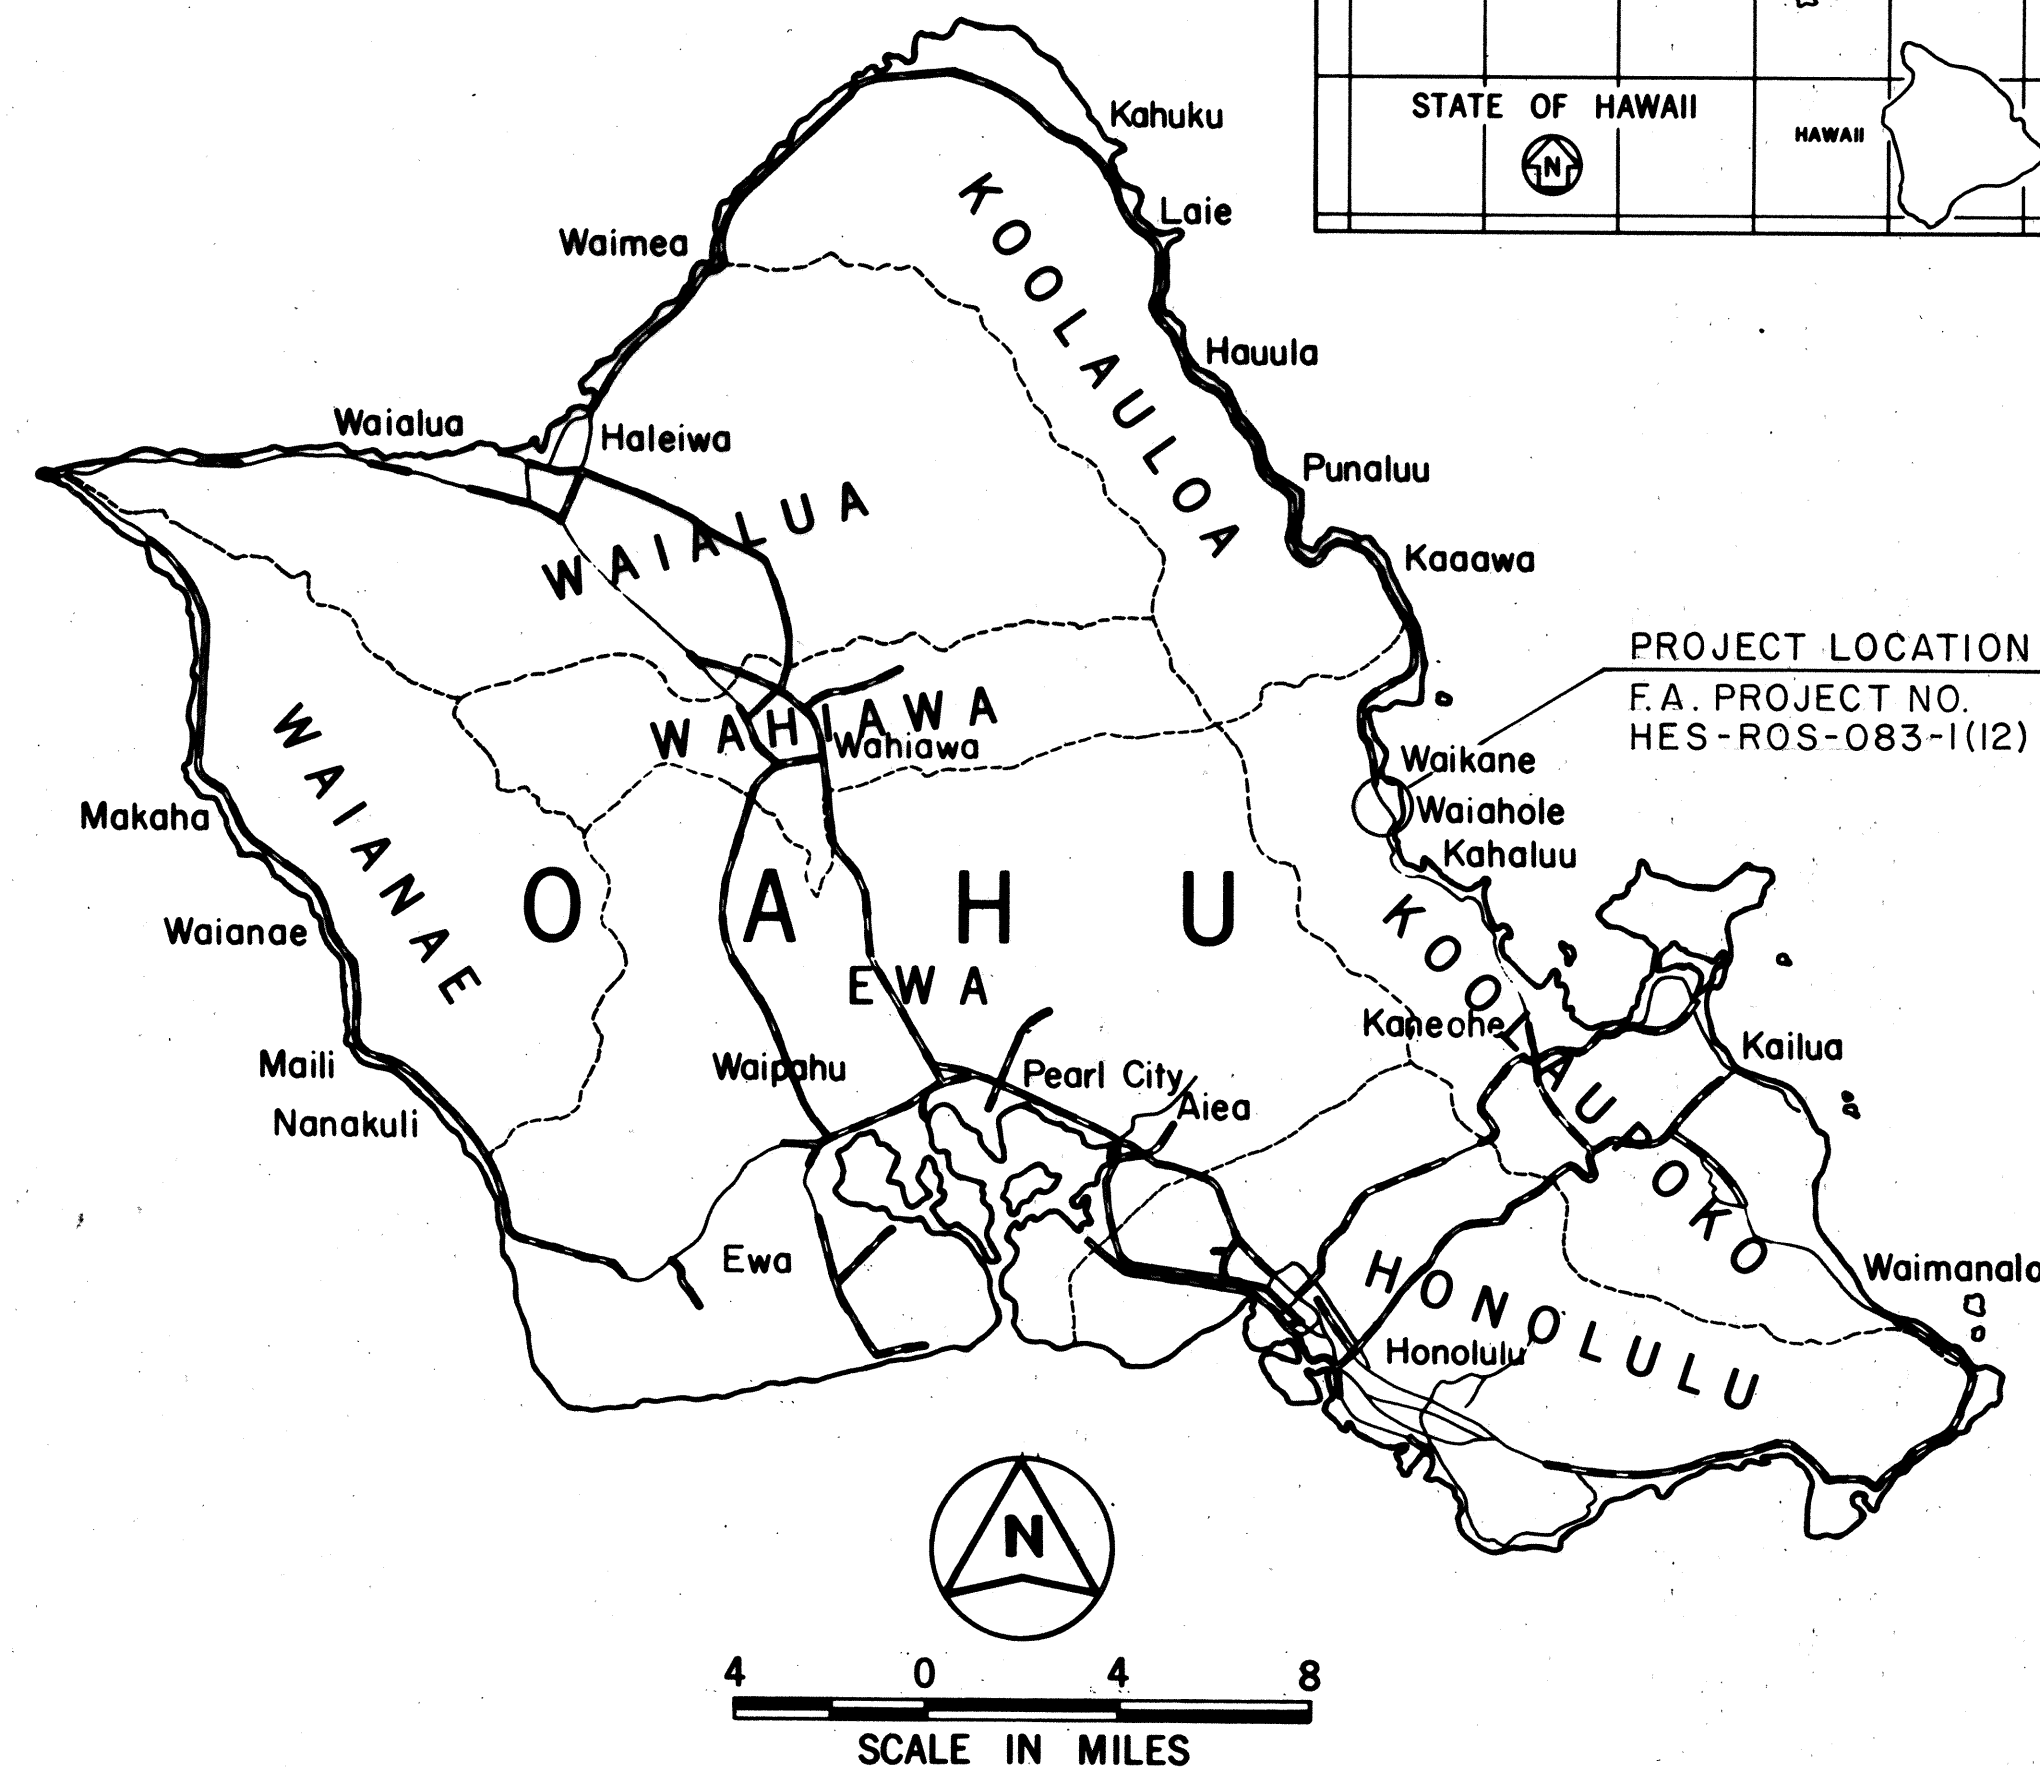 Kahuku
STATE OF HAWAII
HAWAII
N
Laie
Waimea
KOOLAULOA
Hauula
Waialua
Haleiwa
Punaluu
WAIALUA
Kaaawa
PROJECT LOCATION
F.A. PROJECT NO.
HES-ROS-083-1(12)
WAHIAWA
Wahiawa
WAIANAE
Waikane
Makaha
Waiahole
Kahaluu
OAHU
Waianae
EWA
KOOLAUPOKO
Kaneohe
Kailua
Maili
Waipahu
Pearl City
Aiea
Nanakuli
Ewa
Waimanalo
HONOLULU
Honolulu
N
4 0 4 8
SCALE IN MILES